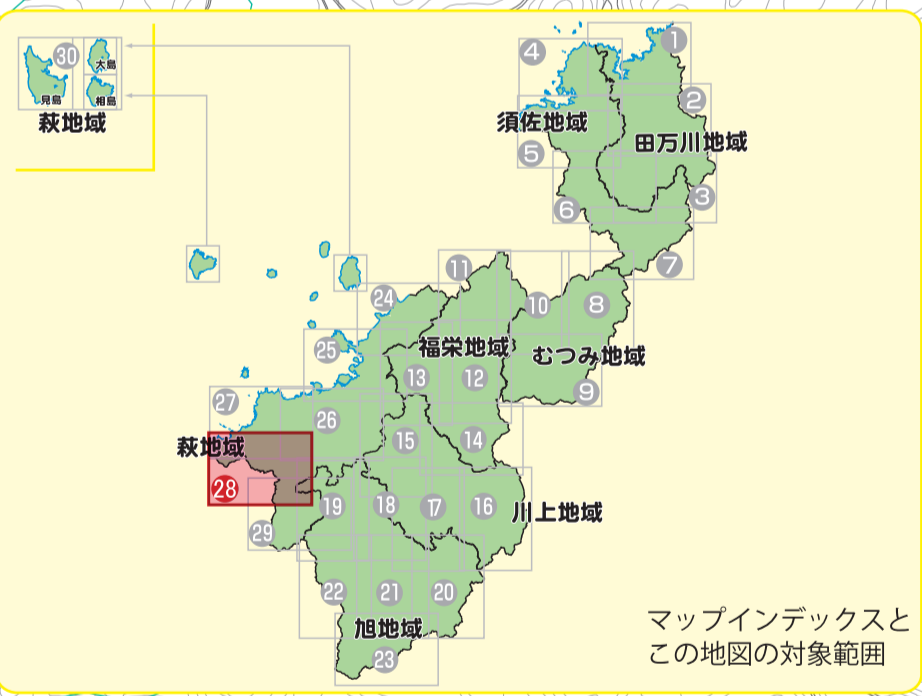 30
大島
見島
相島
萩地域
1
4
2
須佐地域
田万川地域
5
3
6
7
11
24
10
8
福栄地域
25
むつみ地域
13
12
9
27
26
15
14
萩地域
28
19
18
17
16
川上地域
29
22
21
20
旭地域
23
マップインデックスと
この地図の対象範囲